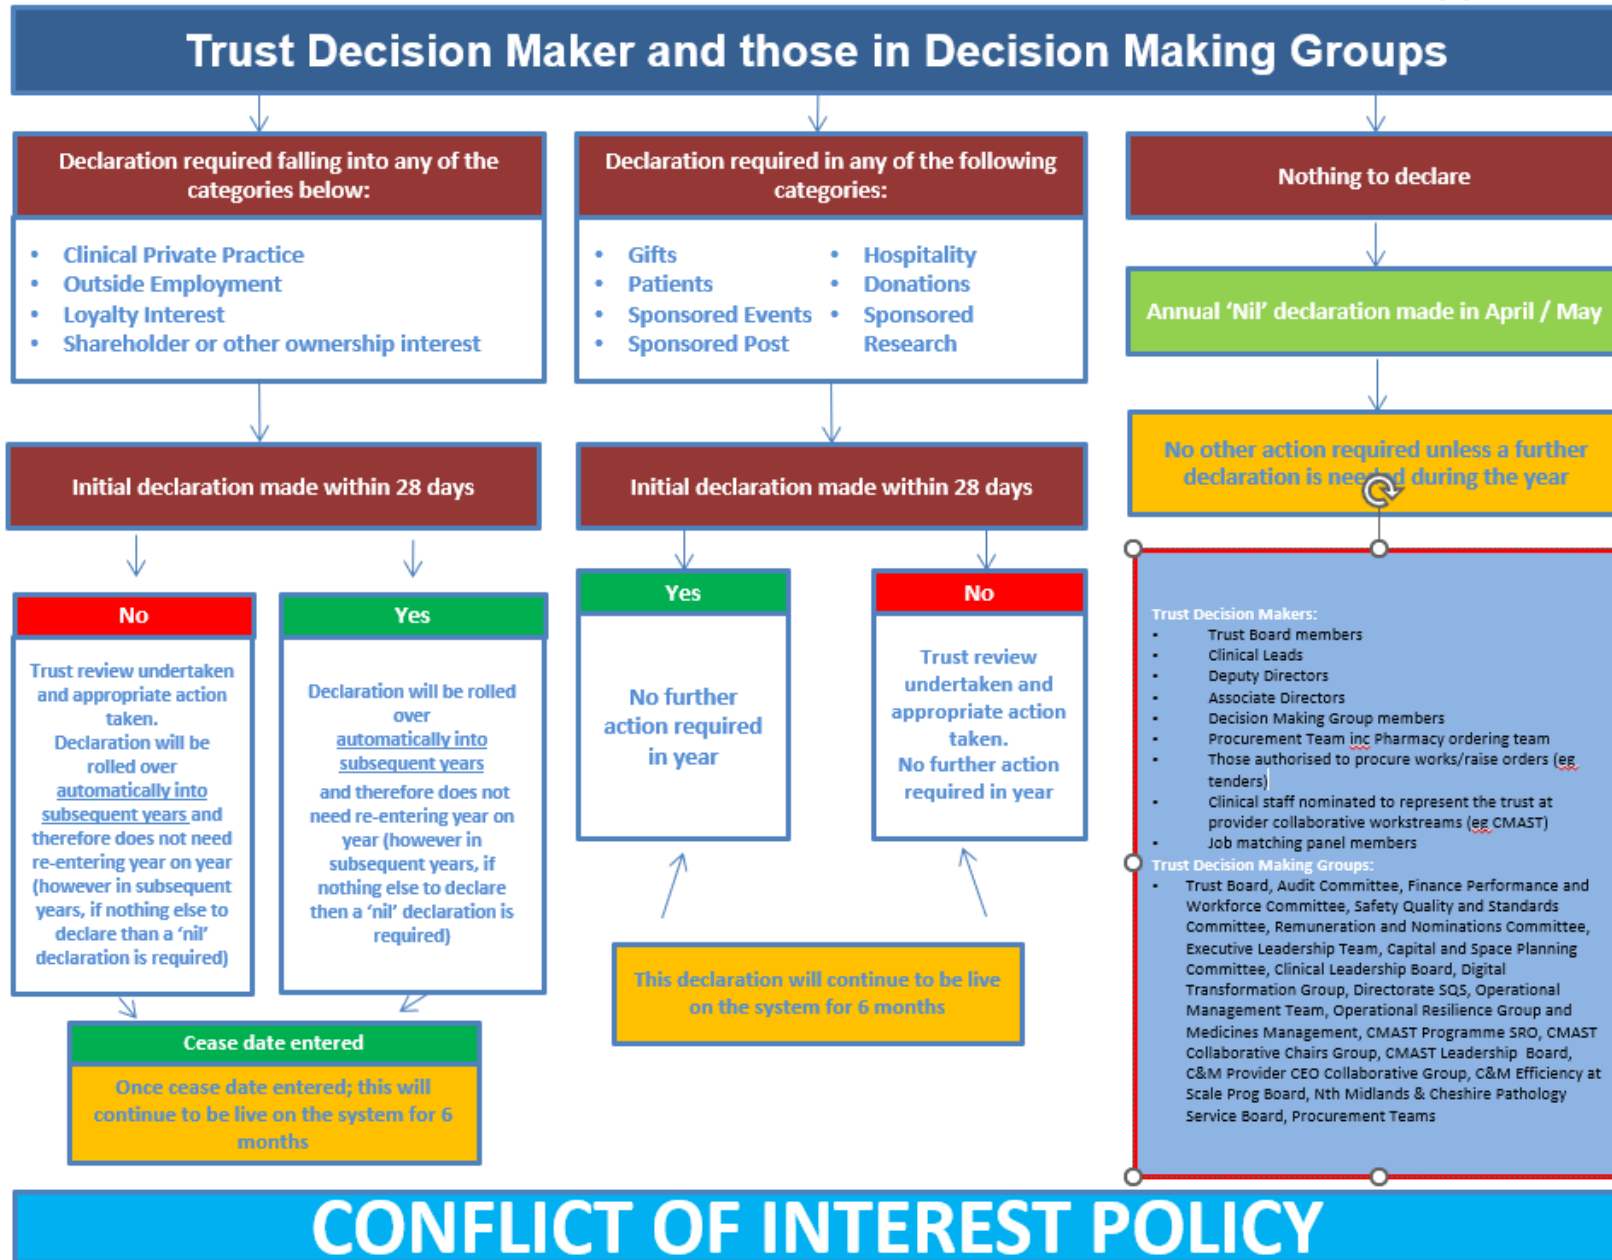 Trust Decision Maker and those in Decision Making Groups
Declaration required falling into any of the
categories below:
• Clinical Private Practice
• Outside Employment
• Loyalty Interest
• Shareholder or other ownership interest
Initial declaration made within 28 days
No
Trust review undertaken
and appropriate action
taken.
Declaration will be
rolled over
automatically into
subsequent years and
therefore does not need
re-entering year on year
(however in subsequent
years, if nothing else to
declare than a ‘nil’
declaration is required)
Yes
Declaration will be rolled
over
automatically into
subsequent years
and therefore does not
need re-entering year on
year (however in
subsequent years, if
nothing else to declare
then a ‘nil’ declaration is
required)
Cease date entered
Once cease date entered; this will
continue to be live on the system for 6
months
Declaration required in any of the following
categories:
• Gifts
• Patients
• Sponsored Events
• Sponsored Post
• Hospitality
• Donations
• Sponsored
Research
Initial declaration made within 28 days
Yes
No further
action required
in year
No
Trust review
undertaken and
appropriate action
taken.
No further action
required in year
This declaration will continue to be live
on the system for 6 months
Nothing to declare
Annual ‘Nil’ declaration made in April / May
No other action required unless a further
declaration is needed during the year
Trust Decision Makers:
• Trust Board members
• Clinical Leads
• Deputy Directors
• Associate Directors
• Decision Making Group members
• Procurement Team inc Pharmacy ordering team
• Those authorised to procure works/raise orders (eg
tenders)
• Clinical staff nominated to represent the trust at
provider collaborative workstreams (eg CMAST)
• Job matching panel members
Trust Decision Making Groups:
• Trust Board, Audit Committee, Finance Performance and
Workforce Committee, Safety Quality and Standards
Committee, Remuneration and Nominations Committee,
Executive Leadership Team, Capital and Space Planning
Committee, Clinical Leadership Board, Digital
Transformation Group, Directorate SQS, Operational
Management Team, Operational Resilience Group and
Medicines Management, CMAST Programme SRO, CMAST
Collaborative Chairs Group, CMAST Leadership Board,
C&M Provider CEO Collaborative Group, C&M Efficiency at
Scale Prog Board, Nth Midlands & Cheshire Pathology
Service Board, Procurement Teams
CONFLICT OF INTEREST POLICY